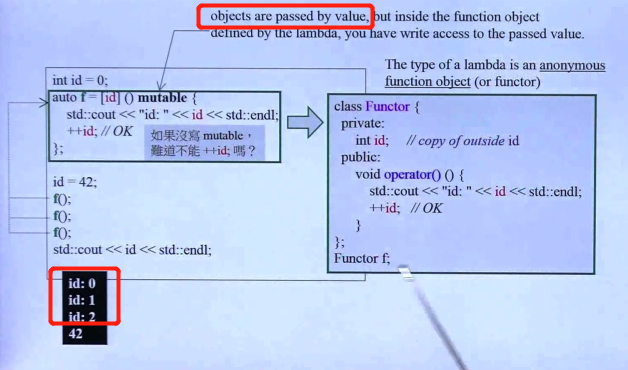 objects are passed by value, but inside the function object
defined by the lambda, you have write access to the passed value.
The type of a lambda is an anonymous
function object (or functor)
int id = 0;
auto f = [id] () mutable {
std::cout << "id: " << id << std::endl;
++id; // OK
};
如果沒寫 mutable，
難道不能 ++id; 嗎？
id = 42;
f();
f();
f();
std::cout << id << std::endl;
class Functor {
private:
int id; // copy of outside id
public:
void operator() () {
std::cout << "id: " << id << std::endl;
++id; // OK
}
};
Functor f;
id: 0
id: 1
id: 2
42